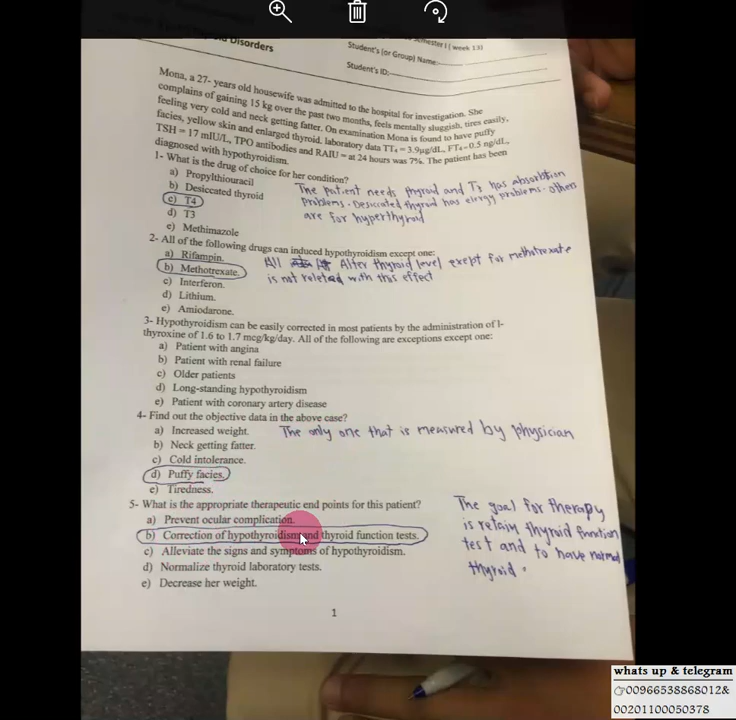 Disorders
Semester I ( week 13)
Student's (or Group) Name:
Student's ID:
Mona, a 27- years old housewife was admitted to the hospital for investigation. She
complains of gaining 15 kg over the past two months, feels mentally sluggish, tires easily,
feeling very cold and neck getting fatter. On examination Mona is found to have puffy
facies, yellow skin and enlarged thyroid, laboratory data TT₄ = 3.9µg/dL, FT₄=0.5 ng/dL,
TSH = 17 mIU/L, TPO antibodies and RAIU = at 24 hours was 7%. The patient has been
diagnosed with hypothyroidism.
1- What is the drug of choice for her condition?
a) Propylthiouracil
b) Desiccated thyroid
c) T4
d) T3
e) Methimazole
The patient needs thyroid and T3 has absorbtion
problems. Desiccated thyroid has elergy problems. others
are for hyperthyroid
2- All of the following drugs can induced hypothyroidism except one:
a) Rifampin.
b) Methotrexate.
c) Interferon.
d) Lithium.
e) Amiodarone.
All Alter thyroid level exept for methotrexate
is not releted with this effect
3- Hypothyroidism can be easily corrected in most patients by the administration of l-
thyroxine of 1.6 to 1.7 mcg/kg/day. All of the following are exceptions except one:
a) Patient with angina
b) Patient with renal failure
c) Older patients
d) Long-standing hypothyroidism
e) Patient with coronary artery disease
4- Find out the objective data in the above case?
a) Increased weight.
b) Neck getting fatter.
c) Cold intolerance.
d) Puffy facies.
e) Tiredness.
The only one that is measured by physician
5- What is the appropriate therapeutic end points for this patient?
a) Prevent ocular complication.
b) Correction of hypothyroidism and thyroid function tests.
c) Alleviate the signs and symptoms of hypothyroidism.
d) Normalize thyroid laboratory tests.
e) Decrease her weight.
The goal for therapy
is retain thyroid function
test and to have normal
thyroid.
1
whats up & telegram
00966538868012&
00201100050378